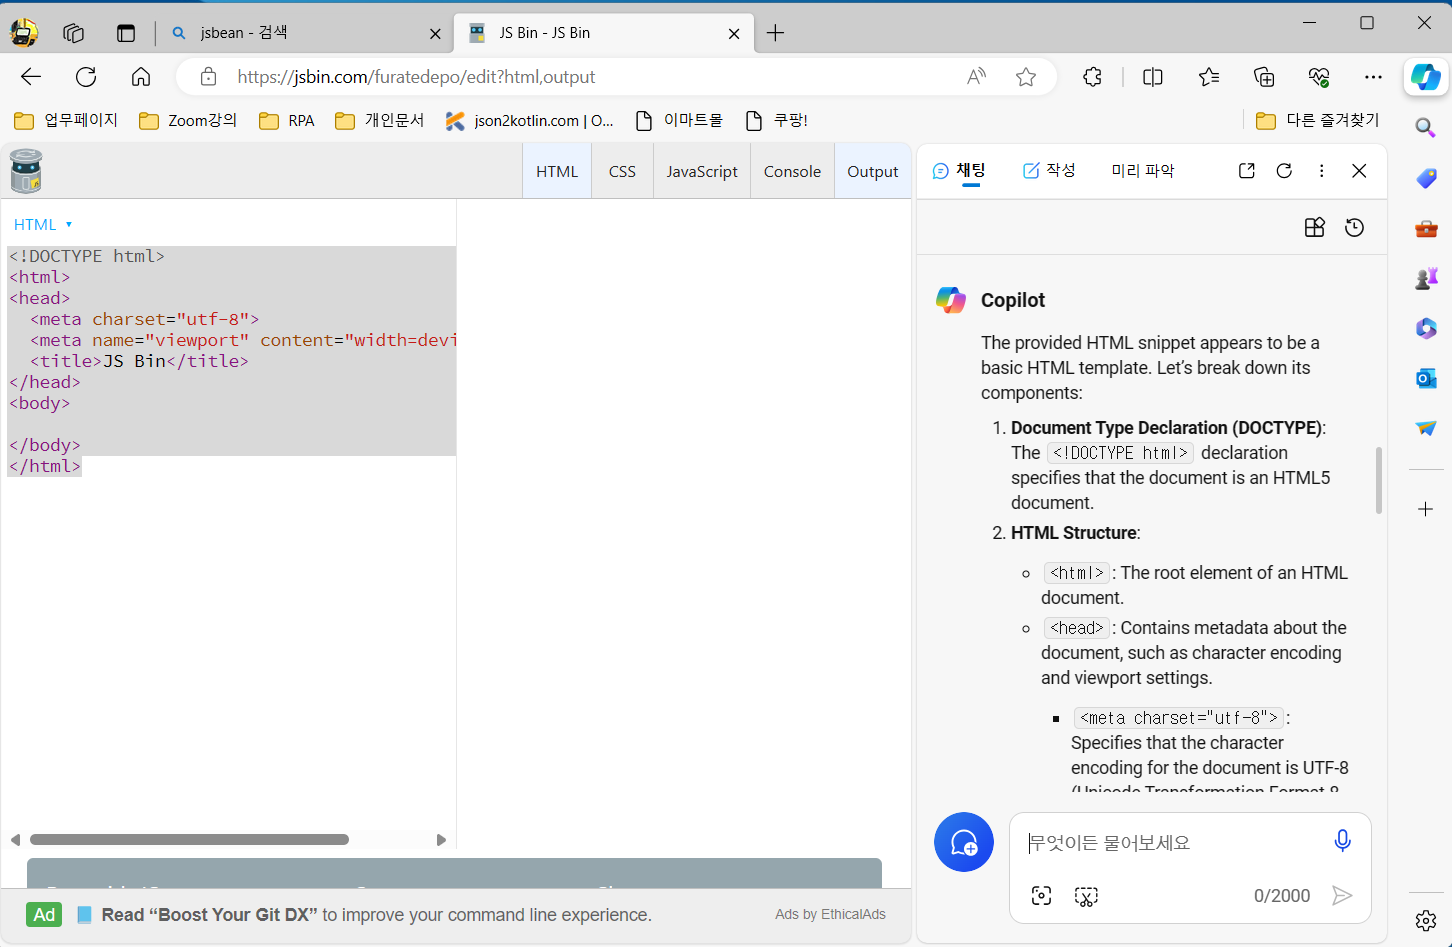 jsbean - 검색
JS Bin - JS Bin
https://jsbin.com/furatedepo/edit?html,output
업무페이지
Zoom강의
RPA
개인문서
json2kotlin.com | O...
이마트몰
쿠팡!
다른 즐겨찾기
HTML
CSS
JavaScript
Console
Output
HTML
<!DOCTYPE html>
<html>
<head>
  <meta charset="utf-8">
  <meta name="viewport" content="width=devi
  <title>JS Bin</title>
</head>
<body>

</body>
</html>
Ad
Read “Boost Your Git DX” to improve your command line experience.
Ads by EthicalAds
채팅
작성
미리 파악
Copilot
The provided HTML snippet appears to be a
basic HTML template. Let’s break down its
components:
1. Document Type Declaration (DOCTYPE):
The <!DOCTYPE html> declaration
specifies that the document is an HTML5
document.
2. HTML Structure:
<html>: The root element of an HTML
document.
<head>: Contains metadata about the
document, such as character encoding
and viewport settings.
<meta charset="utf-8">:
Specifies that the character
encoding for the document is UTF-8
(Unicode Transformation Format 8
무엇이든 물어보세요
0/2000